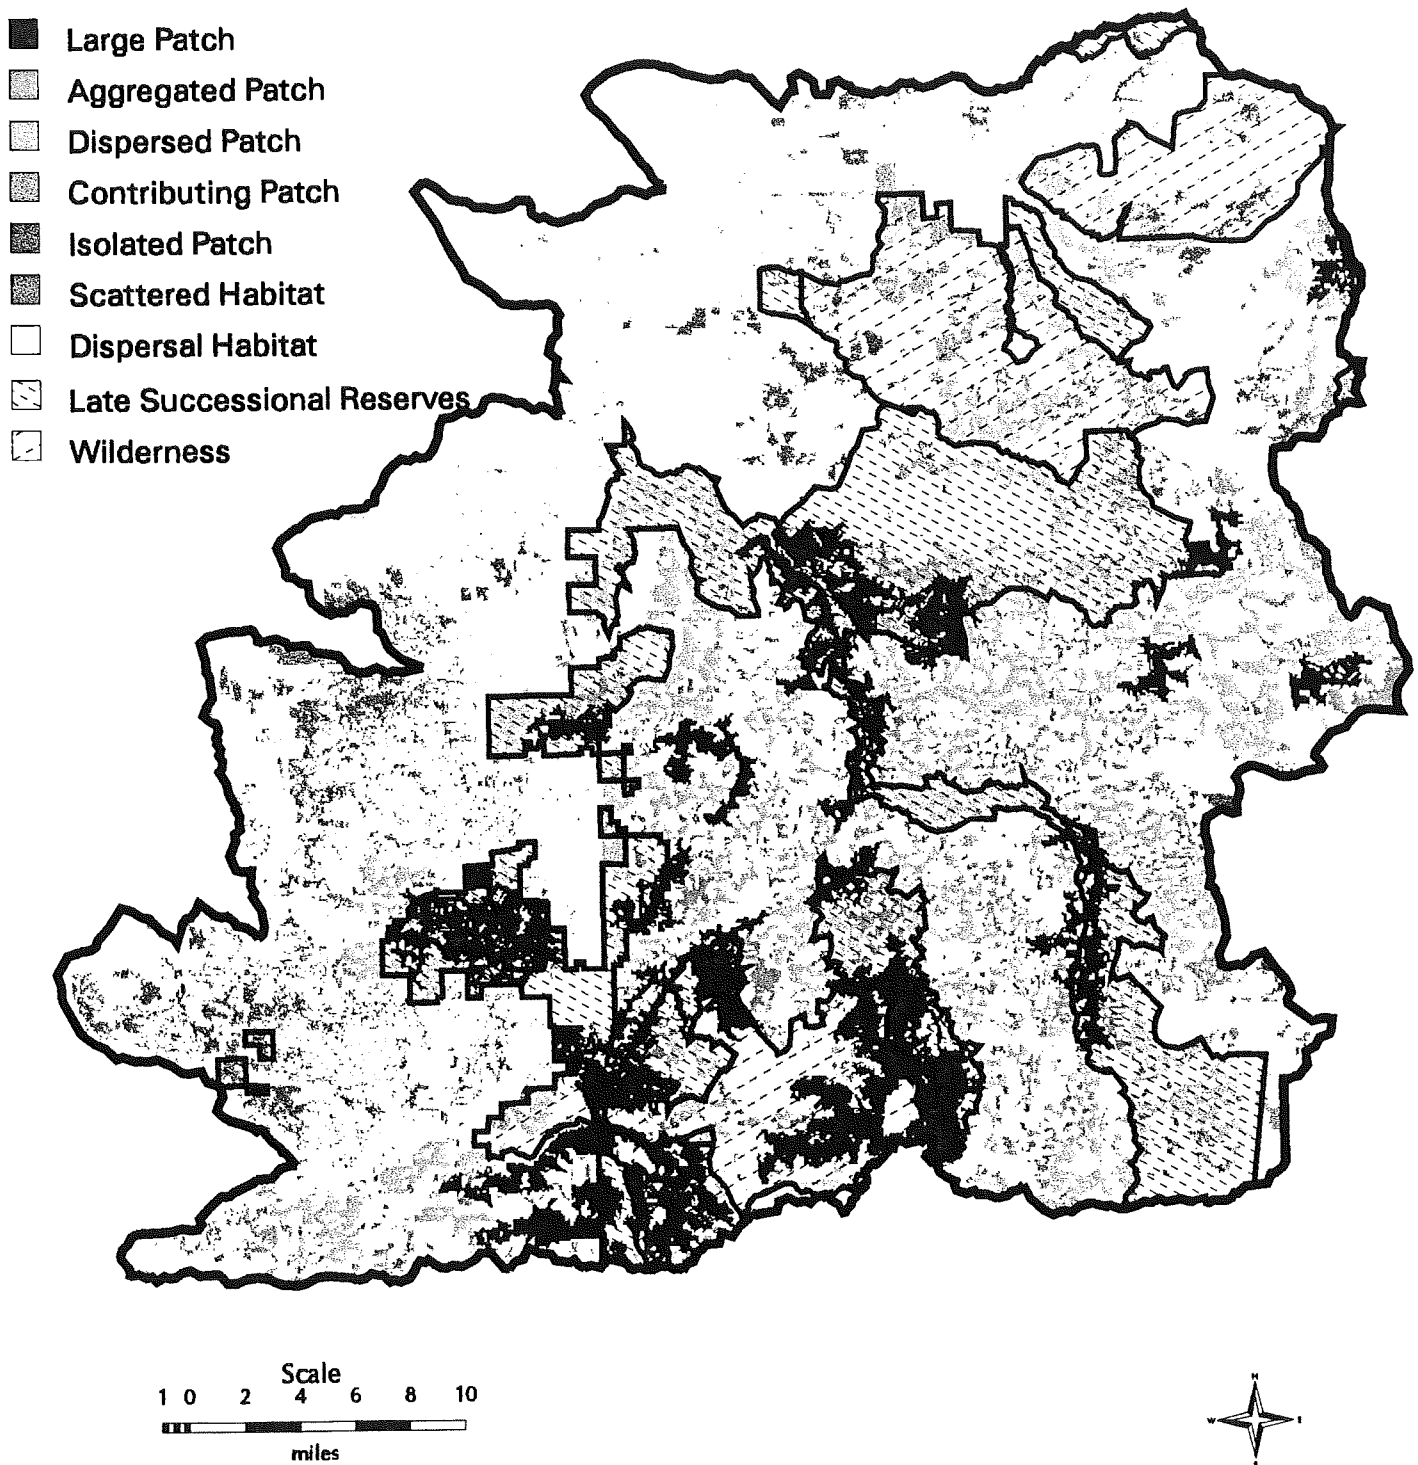 Large Patch
Aggregated Patch
Dispersed Patch
Contributing Patch
Isolated Patch
Scattered Habitat
Dispersal Habitat
Late Successional Reserves
Wilderness
Scale
1 0 2 4 6 8 10
miles
N
W E
S